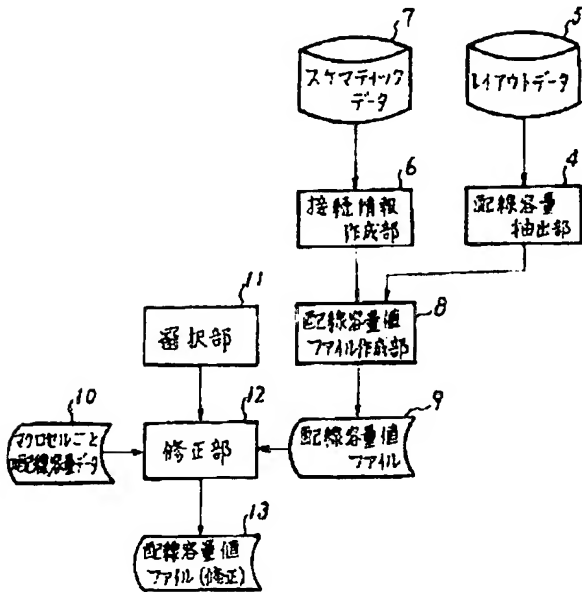 7
スケマティック
データ
5
レイアウトデータ
6
接続情報
作成部
4
配線容量
抽出部
11
選択部
8
配線容量値
ファイル作成部
10
マクロセルごと
の配線容量データ
12
修正部
9
配線容量値
ファイル
13
配線容量値
ファイル(修正)